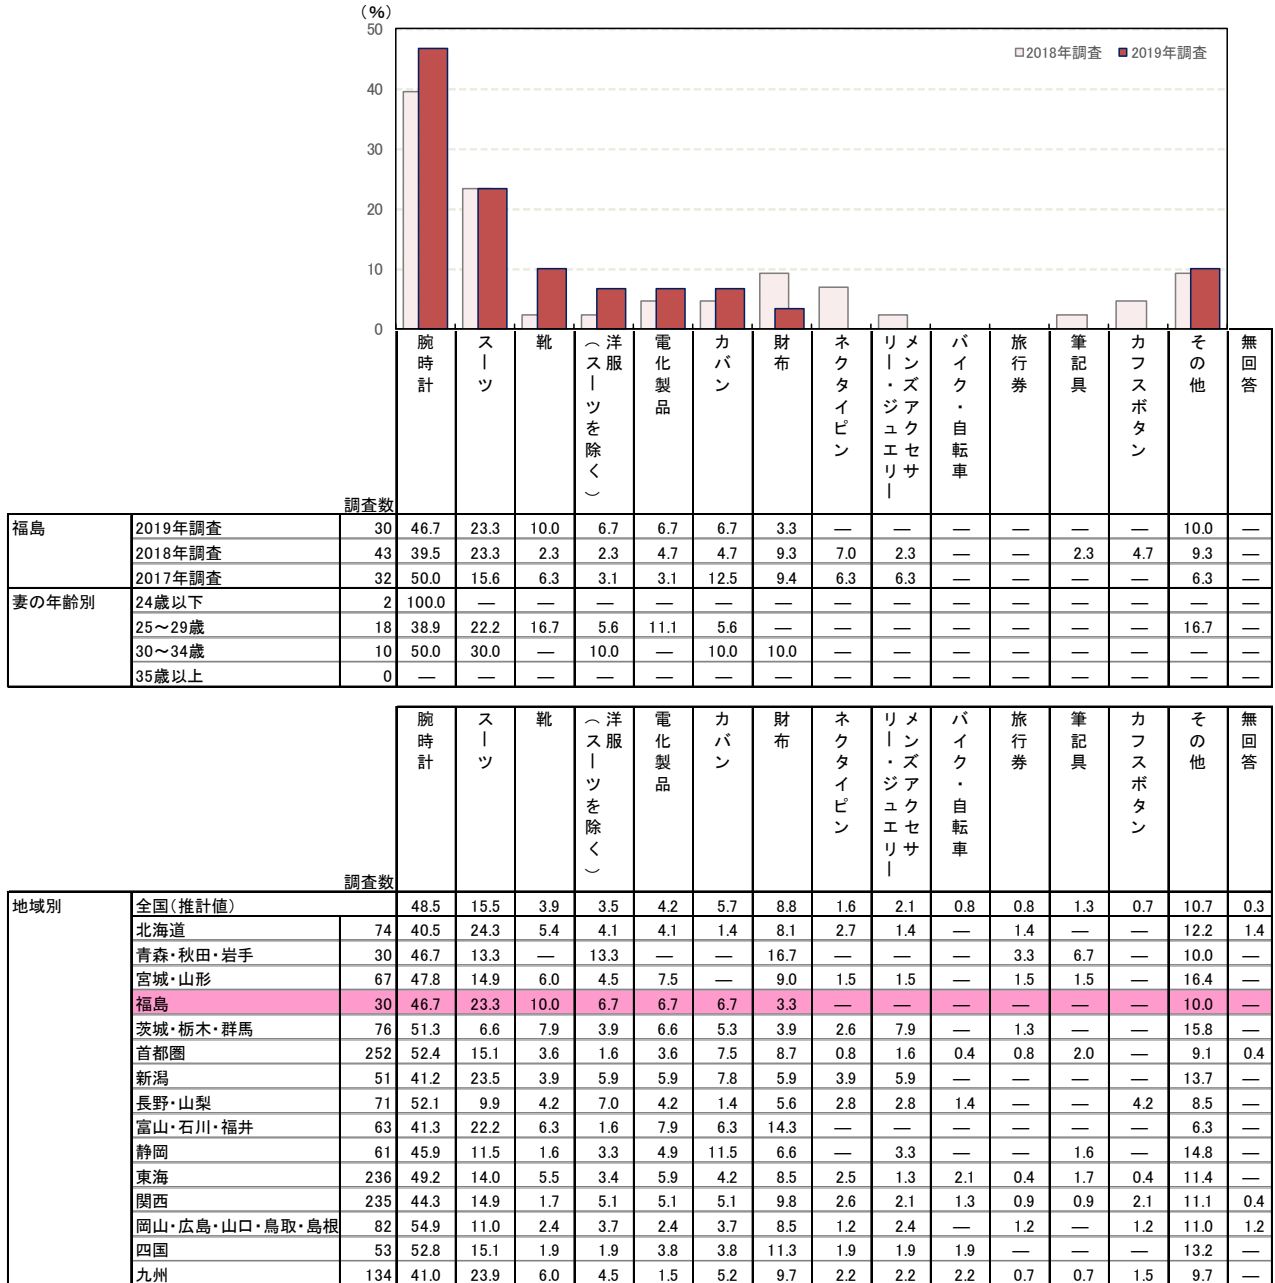 (%)
50
40
30
20
10
0
2018年調査 2019年調査
腕時計 スーツ 靴 洋服(スーツを除く) 電化製品 カバン 財布 ネクタイピン メンズアクセサリー・ジュエリー バイク・自転車 旅行券 筆記具 カフスボタン その他 無回答
調査数
福島 2019年調査 30 46.7 23.3 10.0 6.7 6.7 6.7 3.3 — — — — — — 10.0 —
2018年調査 43 39.5 23.3 2.3 2.3 4.7 4.7 9.3 7.0 2.3 — — 2.3 4.7 9.3 —
2017年調査 32 50.0 15.6 6.3 3.1 3.1 12.5 9.4 6.3 6.3 — — — — 6.3 —
妻の年齢別 24歳以下 2 100.0 — — — — — — — — — — — — — —
25～29歳 18 38.9 22.2 16.7 5.6 11.1 5.6 — — — — — — — 16.7 —
30～34歳 10 50.0 30.0 — 10.0 — 10.0 10.0 — — — — — — — —
35歳以上 0 — — — — — — — — — — — — — — —
腕時計 スーツ 靴 洋服(スーツを除く) 電化製品 カバン 財布 ネクタイピン メンズアクセサリー・ジュエリー バイク・自転車 旅行券 筆記具 カフスボタン その他 無回答
調査数
地域別 全国(推計値) 48.5 15.5 3.9 3.5 4.2 5.7 8.8 1.6 2.1 0.8 0.8 1.3 0.7 10.7 0.3
北海道 74 40.5 24.3 5.4 4.1 4.1 1.4 8.1 2.7 1.4 — 1.4 — — 12.2 1.4
青森・秋田・岩手 30 46.7 13.3 — 13.3 — — 16.7 — — — 3.3 6.7 — 10.0 —
宮城・山形 67 47.8 14.9 6.0 4.5 7.5 — 9.0 1.5 1.5 — 1.5 1.5 — 16.4 —
福島 30 46.7 23.3 10.0 6.7 6.7 6.7 3.3 — — — — — — 10.0 —
茨城・栃木・群馬 76 51.3 6.6 7.9 3.9 6.6 5.3 3.9 2.6 7.9 — 1.3 — — 15.8 —
首都圏 252 52.4 15.1 3.6 1.6 3.6 7.5 8.7 0.8 1.6 0.4 0.8 2.0 — 9.1 0.4
新潟 51 41.2 23.5 3.9 5.9 5.9 7.8 5.9 3.9 5.9 — — — — 13.7 —
長野・山梨 71 52.1 9.9 4.2 7.0 4.2 1.4 5.6 2.8 2.8 1.4 — — 4.2 8.5 —
富山・石川・福井 63 41.3 22.2 6.3 1.6 7.9 6.3 14.3 — — — — — — 6.3 —
静岡 61 45.9 11.5 1.6 3.3 4.9 11.5 6.6 — 3.3 — — 1.6 — 14.8 —
東海 236 49.2 14.0 5.5 3.4 5.9 4.2 8.5 2.5 1.3 2.1 0.4 1.7 0.4 11.4 —
関西 235 44.3 14.9 1.7 5.1 5.1 5.1 9.8 2.6 2.1 1.3 0.9 0.9 2.1 11.1 0.4
岡山・広島・山口・鳥取・島根 82 54.9 11.0 2.4 3.7 2.4 3.7 8.5 1.2 2.4 — 1.2 — 1.2 11.0 1.2
四国 53 52.8 15.1 1.9 1.9 3.8 3.8 11.3 1.9 1.9 1.9 — — — 13.2 —
九州 134 41.0 23.9 6.0 4.5 1.5 5.2 9.7 2.2 2.2 2.2 0.7 0.7 1.5 9.7 —